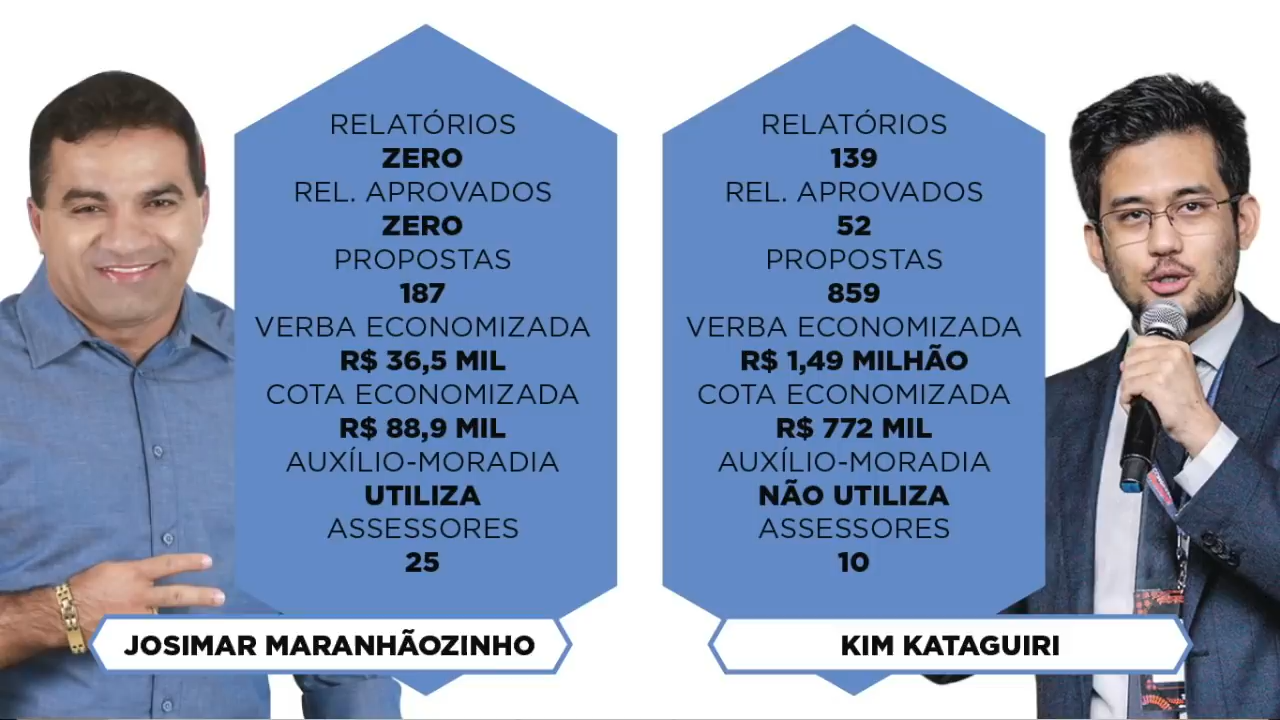 RELATÓRIOS
ZERO
REL. APROVADOS
ZERO
PROPOSTAS
187
VERBA ECONOMIZADA
R$ 36,5 MIL
COTA ECONOMIZADA
R$ 88,9 MIL
AUXÍLIO-MORADIA
UTILIZA
ASSESSORES
25
JOSIMAR MARANHÃOZINHO
RELATÓRIOS
139
REL. APROVADOS
52
PROPOSTAS
859
VERBA ECONOMIZADA
R$ 1,49 MILHÃO
COTA ECONOMIZADA
R$ 772 MIL
AUXÍLIO-MORADIA
NÃO UTILIZA
ASSESSORES
10
KIM KATAGUIRI